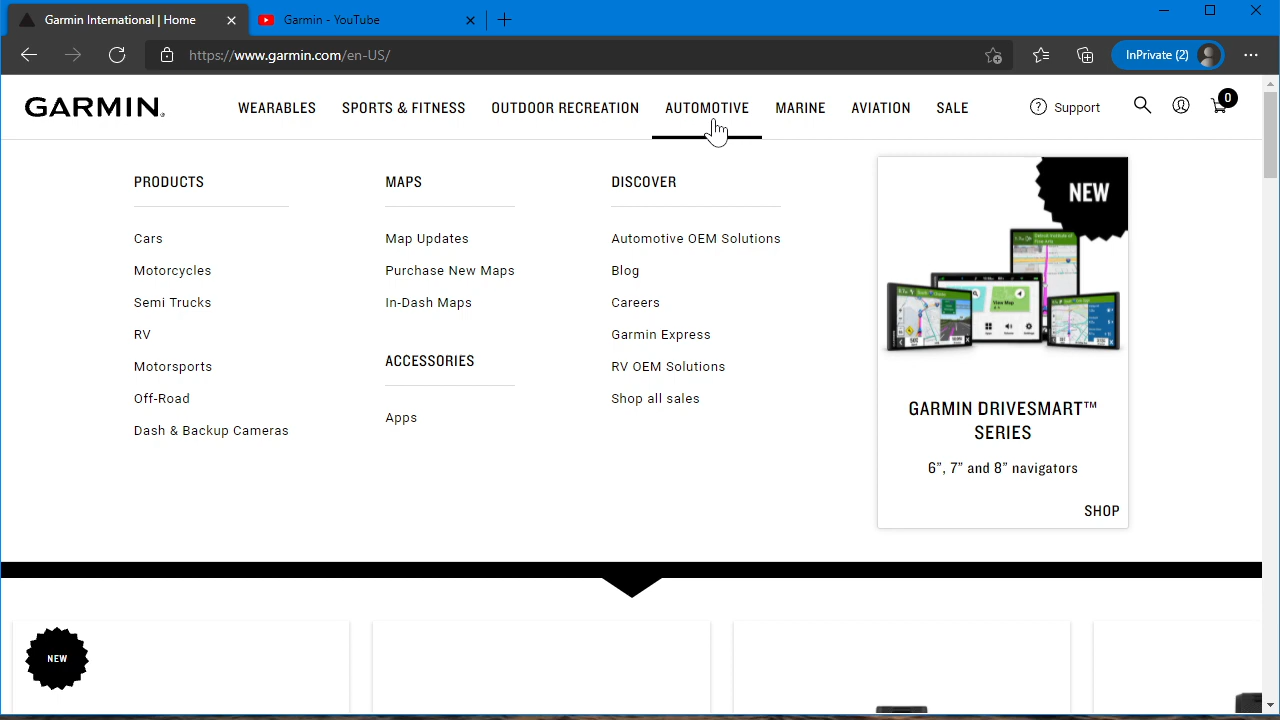 Garmin International | Home
Garmin - YouTube
https://www.garmin.com/en-US/
InPrivate (2)
GARMIN.
WEARABLES
SPORTS & FITNESS
OUTDOOR RECREATION
AUTOMOTIVE
MARINE
AVIATION
SALE
Support
0
PRODUCTS
Cars
Motorcycles
Semi Trucks
RV
Motorsports
Off-Road
Dash & Backup Cameras
MAPS
Map Updates
Purchase New Maps
In-Dash Maps
ACCESSORIES
Apps
DISCOVER
Automotive OEM Solutions
Blog
Careers
Garmin Express
RV OEM Solutions
Shop all sales
NEW
View Map
GARMIN DRIVESMART™
SERIES
6”, 7” and 8” navigators
SHOP
NEW